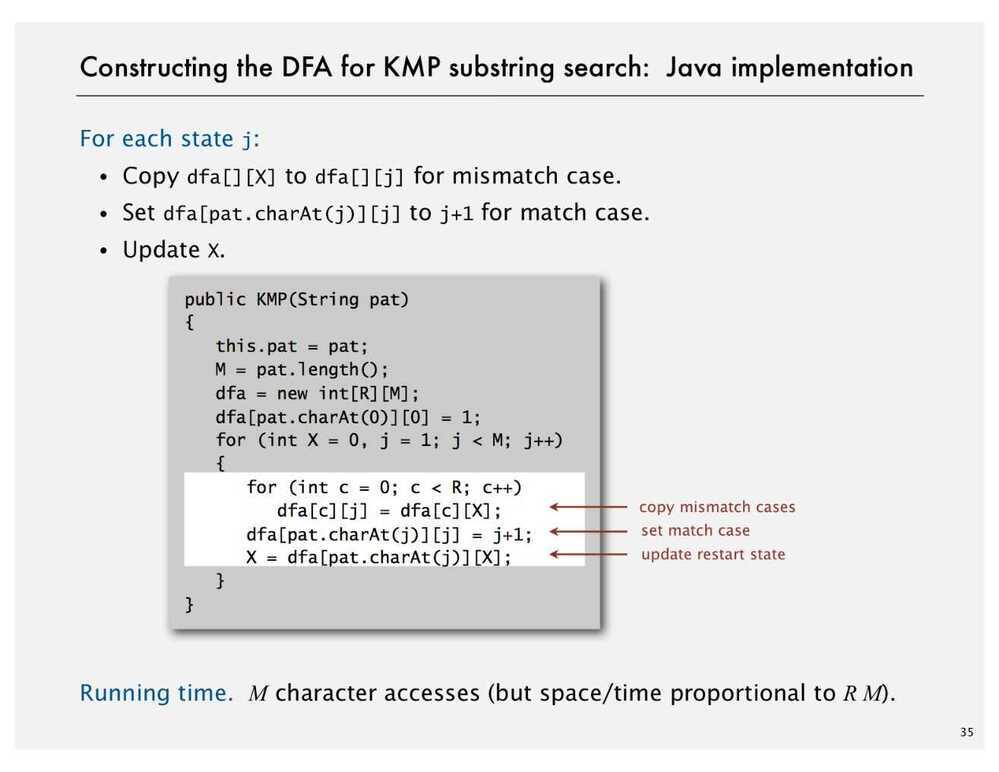 Constructing the DFA for KMP substring search: Java implementation
For each state j:
• Copy dfa[][X] to dfa[][j] for mismatch case.
• Set dfa[pat.charAt(j)][j] to j+1 for match case.
• Update X.
public KMP(String pat)
{
this.pat = pat;
M = pat.length();
dfa = new int[R][M];
dfa[pat.charAt(0)][0] = 1;
for (int X = 0, j = 1; j < M; j++)
{
for (int c = 0; c < R; c++)
dfa[c][j] = dfa[c][X]; copy mismatch cases
dfa[pat.charAt(j)][j] = j+1; set match case
X = dfa[pat.charAt(j)][X]; update restart state
}
}
Running time. M character accesses (but space/time proportional to R M).
35